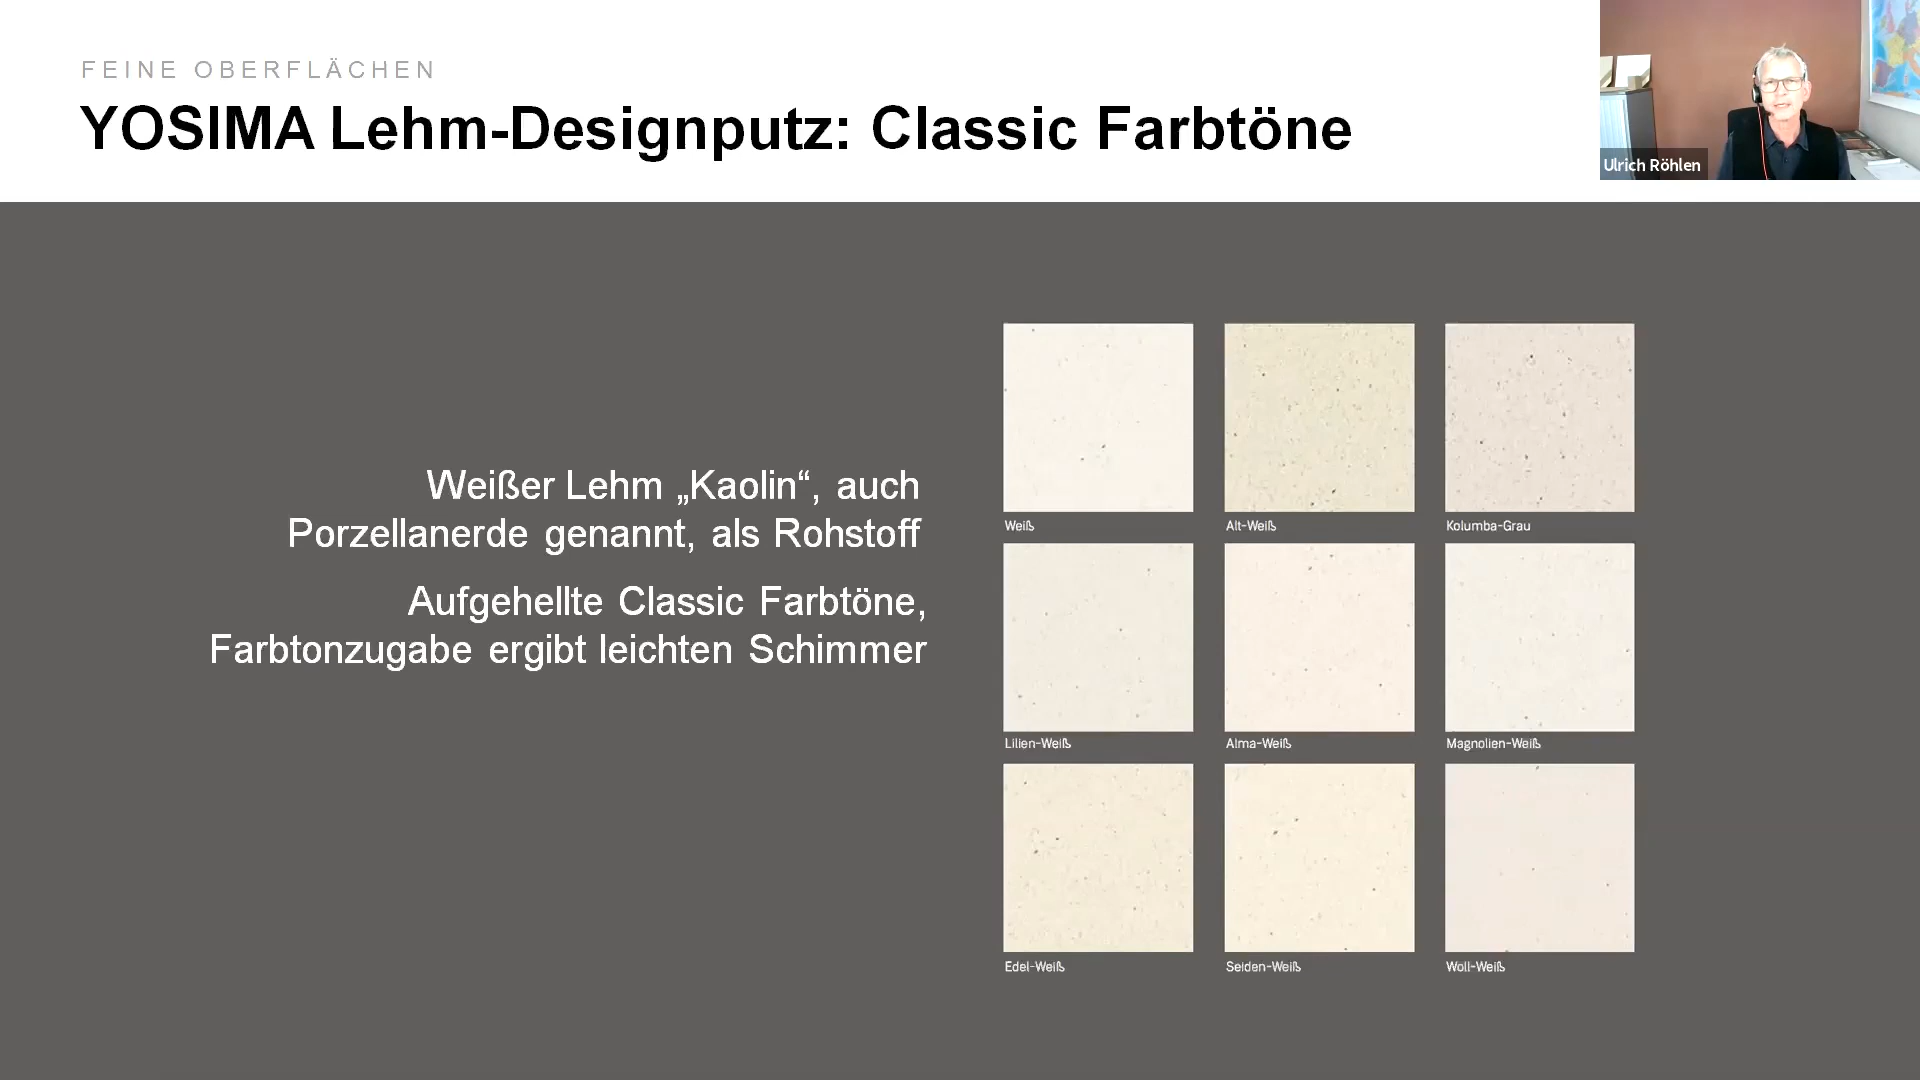 FEINE OBERFLÄCHEN
YOSIMA Lehm-Designputz: Classic Farbtöne
Ulrich Röhlen
Weißer Lehm „Kaolin“, auch
Porzellanerde genannt, als Rohstoff
Aufgehellte Classic Farbtöne,
Farbtonzugabe ergibt leichten Schimmer
Weiß
Alt-Weiß
Kolumba-Grau
Lilien-Weiß
Alma-Weiß
Magnolien-Weiß
Edel-Weiß
Seiden-Weiß
Woll-Weiß